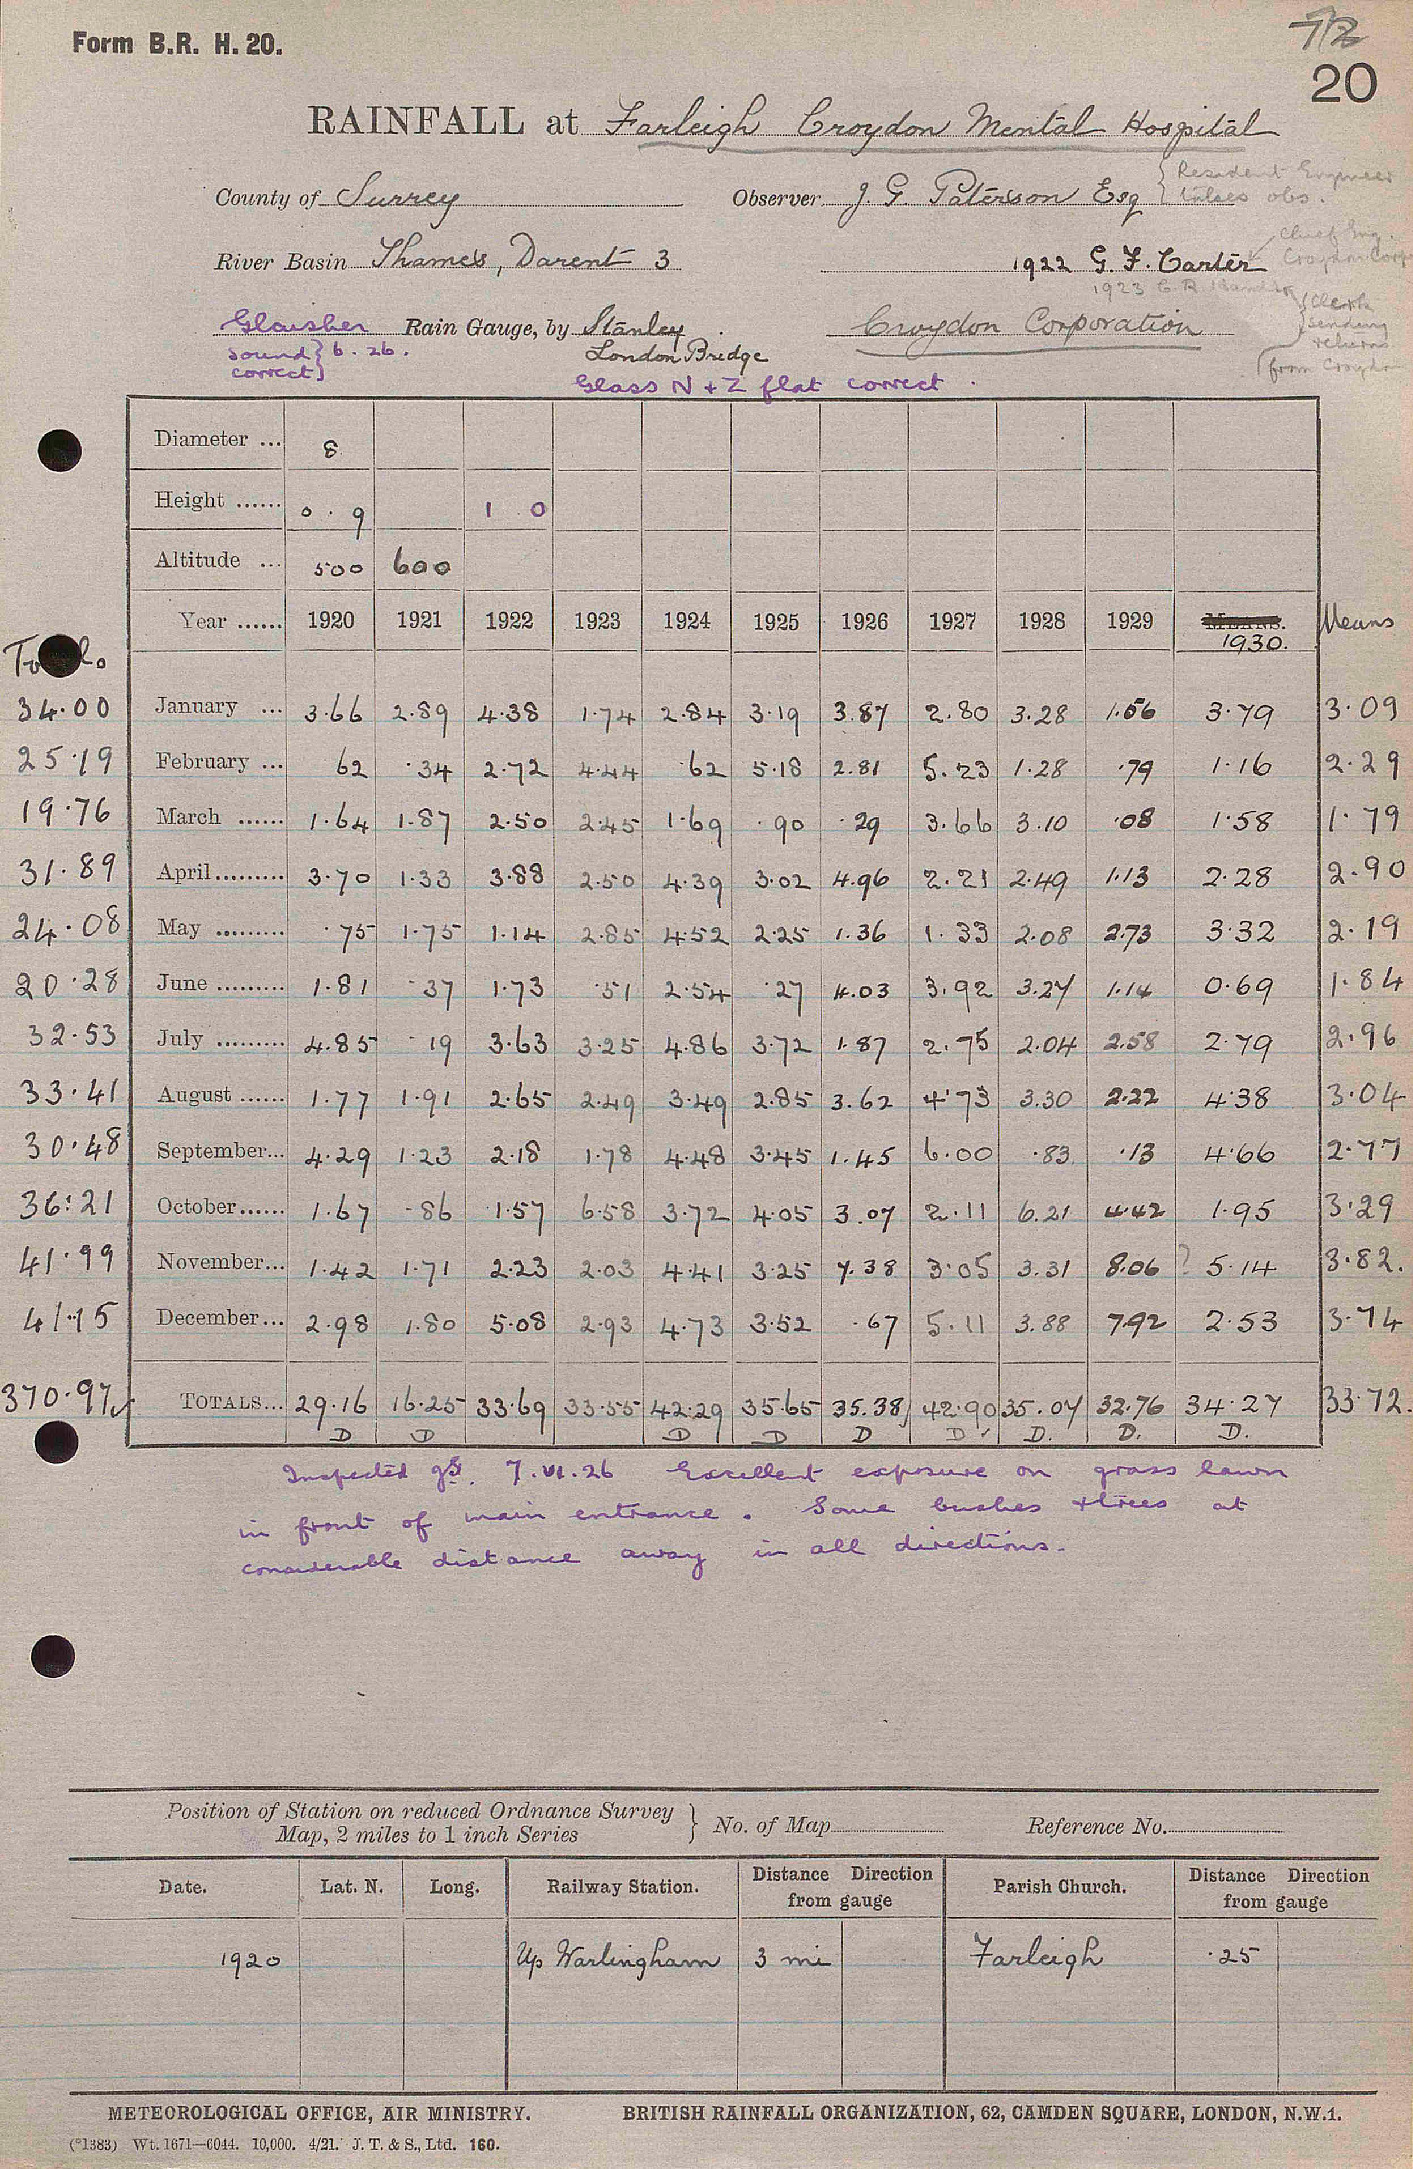 Form B.R. H. 20.
72
20
RAINFALL at Farleigh Croydon Mental Hospital
County of Surrey Observer J. G. Paterson Esq { Resident Engineer takes obs.
River Basin Thames, Darent 3 1922 G. F. Carter Chief Eng. Croydon Corp
1923
Glaisher Rain Gauge, by Stanley London Bridge Croydon Corporation
Clerk sending returns from Croydon
sound } 6. 26.
correct }
Glass N + Z flat correct.
Diameter ... 8
Height ...... 0 . 9 1 0
Altitude ... 500 600
Totals Year ...... 1920 1921 1922 1923 1924 1925 1926 1927 1928 1929 MEANS. 1930. Means
34.00 January ... 3.66 2.89 4.38 1.74 2.84 3.19 3.87 2.80 3.28 1.56 3.79 3.09
25.19 February ... 62 .34 2.72 4.44 .62 5.18 2.81 5.23 1.28 .79 1.16 2.29
19.76 March ...... 1.64 1.87 2.50 2.45 1.69 .90 .29 3.66 3.10 .08 1.58 1.79
31.89 April......... 3.70 1.33 3.88 2.50 4.39 3.02 4.96 2.21 2.49 1.13 2.28 2.90
24.08 May ......... .75 1.75 1.14 2.85 4.52 2.25 1.36 1.33 2.08 2.73 3.32 2.19
20.28 June ......... 1.81 .37 1.73 .51 2.54 .27 4.03 3.92 3.27 1.14 0.69 1.84
32.53 July ......... 4.85 .19 3.63 3.25 4.86 3.72 1.87 2.75 2.04 2.58 2.79 2.96
33.41 August ...... 1.77 1.91 2.65 2.49 3.49 2.85 3.62 4.73 3.30 2.22 4.38 3.04
30.48 September... 4.29 1.23 2.18 1.78 4.48 3.45 1.45 6.00 .83 .13 4.66 2.77
36.21 October...... 1.67 .86 1.57 6.58 3.72 4.05 3.07 2.11 6.21 4.42 1.95 3.29
41.99 November... 1.42 1.71 2.23 2.03 4.41 3.25 7.38 3.05 3.31 8.06 ? 5.14 3.82.
41.15 December... 2.98 1.80 5.08 2.93 4.73 3.52 .67 5.11 3.88 7.92 2.53 3.74
370.97 TOTALS... 29.16 16.25 33.69 33.55 42.29 35.65 35.38 42.90 35.07 32.76 34.27 33.72.
D D D D D D D. D. D.
Inspected 7.VI.26 Excellent exposure on grass lawn
in front of main entrance. Some bushes + trees at
considerable distance away in all directions.
Position of Station on reduced Ordnance Survey
Map, 2 miles to 1 inch Series } No. of Map Reference No.
Date. Lat. N. Long. Railway Station. Distance Direction from gauge Parish Church. Distance Direction from gauge
1920 Up Warlingham 3 mi Farleigh .25
METEOROLOGICAL OFFICE, AIR MINISTRY. BRITISH RAINFALL ORGANIZATION, 62, CAMDEN SQUARE, LONDON, N.W.1.
(*1383) Wt. 1671—6044. 10,000. 4/21. J. T. & S., Ltd. 160.